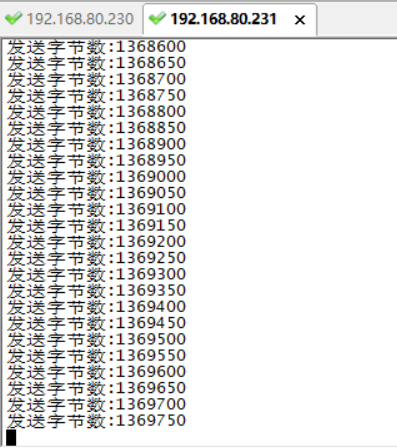 192.168.80.230 192.168.80.231 ×
发送字节数:1368600
发送字节数:1368650
发送字节数:1368700
发送字节数:1368750
发送字节数:1368800
发送字节数:1368850
发送字节数:1368900
发送字节数:1368950
发送字节数:1369000
发送字节数:1369050
发送字节数:1369100
发送字节数:1369150
发送字节数:1369200
发送字节数:1369250
发送字节数:1369300
发送字节数:1369350
发送字节数:1369400
发送字节数:1369450
发送字节数:1369500
发送字节数:1369550
发送字节数:1369600
发送字节数:1369650
发送字节数:1369700
发送字节数:1369750